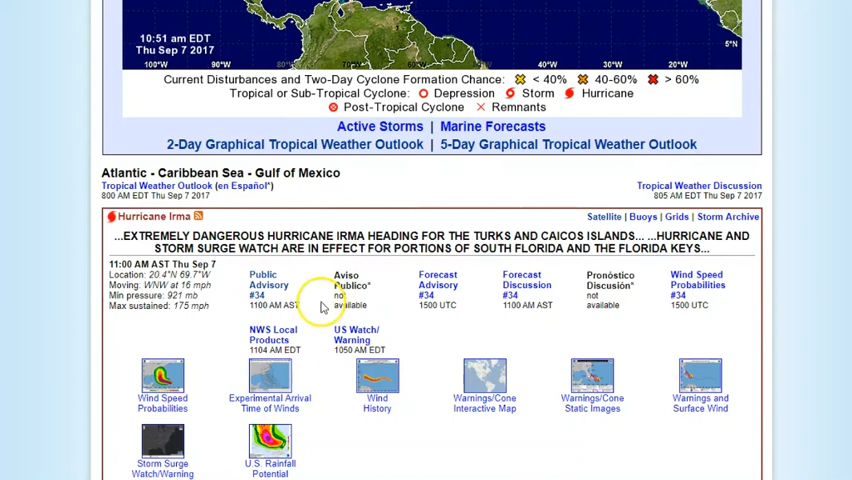 5°N
10:51 am EDT
Thu Sep 7 2017
100°W 90°W 80°W 70°W 60°W 40°W 30°W 20°W
Current Disturbances and Two-Day Cyclone Formation Chance: < 40% 40-60% > 60%
Tropical or Sub-Tropical Cyclone: Depression Storm Hurricane
Post-Tropical Cyclone Remnants
Active Storms | Marine Forecasts
2-Day Graphical Tropical Weather Outlook | 5-Day Graphical Tropical Weather Outlook
Atlantic - Caribbean Sea - Gulf of Mexico
Tropical Weather Outlook (en Español*) Tropical Weather Discussion
800 AM EDT Thu Sep 7 2017 805 AM EDT Thu Sep 7 2017
Hurricane Irma Satellite | Buoys | Grids | Storm Archive
...EXTREMELY DANGEROUS HURRICANE IRMA HEADING FOR THE TURKS AND CAICOS ISLANDS... ...HURRICANE AND
STORM SURGE WATCH ARE IN EFFECT FOR PORTIONS OF SOUTH FLORIDA AND THE FLORIDA KEYS...
11:00 AM AST Thu Sep 7
Location: 20.4°N 69.7°W
Moving: WNW at 16 mph
Min pressure: 921 mb
Max sustained: 175 mph
Public
Advisory
#34
1100 AM AST
Aviso
Publico*
not
available
Forecast
Advisory
#34
1500 UTC
Forecast
Discussion
#34
1100 AM AST
Pronóstico
Discusión*
not
available
Wind Speed
Probabilities
#34
1500 UTC
NWS Local
Products
1104 AM EDT
US Watch/
Warning
1050 AM EDT
Wind Speed
Probabilities
Experimental Arrival
Time of Winds
Wind
History
Warnings/Cone
Interactive Map
Warnings/Cone
Static Images
Warnings and
Surface Wind
Storm Surge
Watch/Warning
U.S. Rainfall
Potential